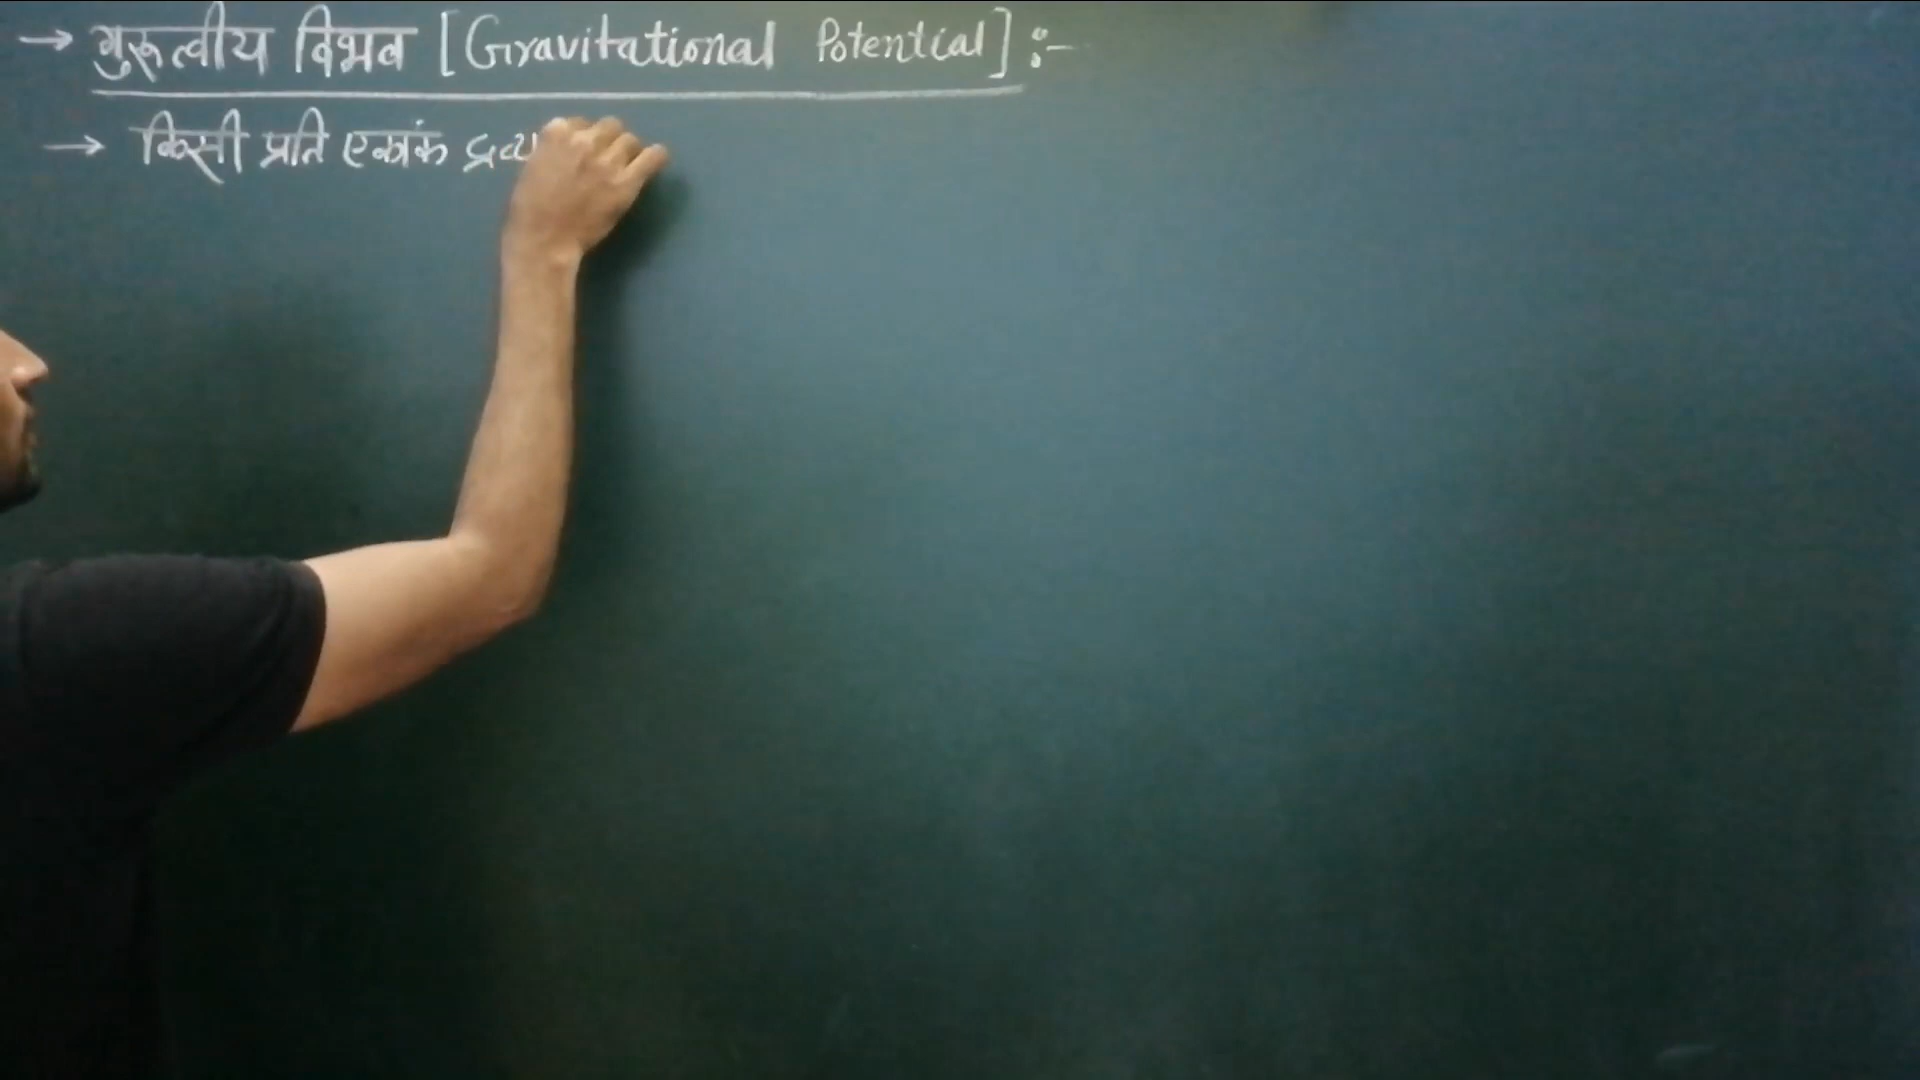 → गुरुत्वीय विभव [Gravitational Potential] :-
→ किसी प्रति एकांक द्रव्य